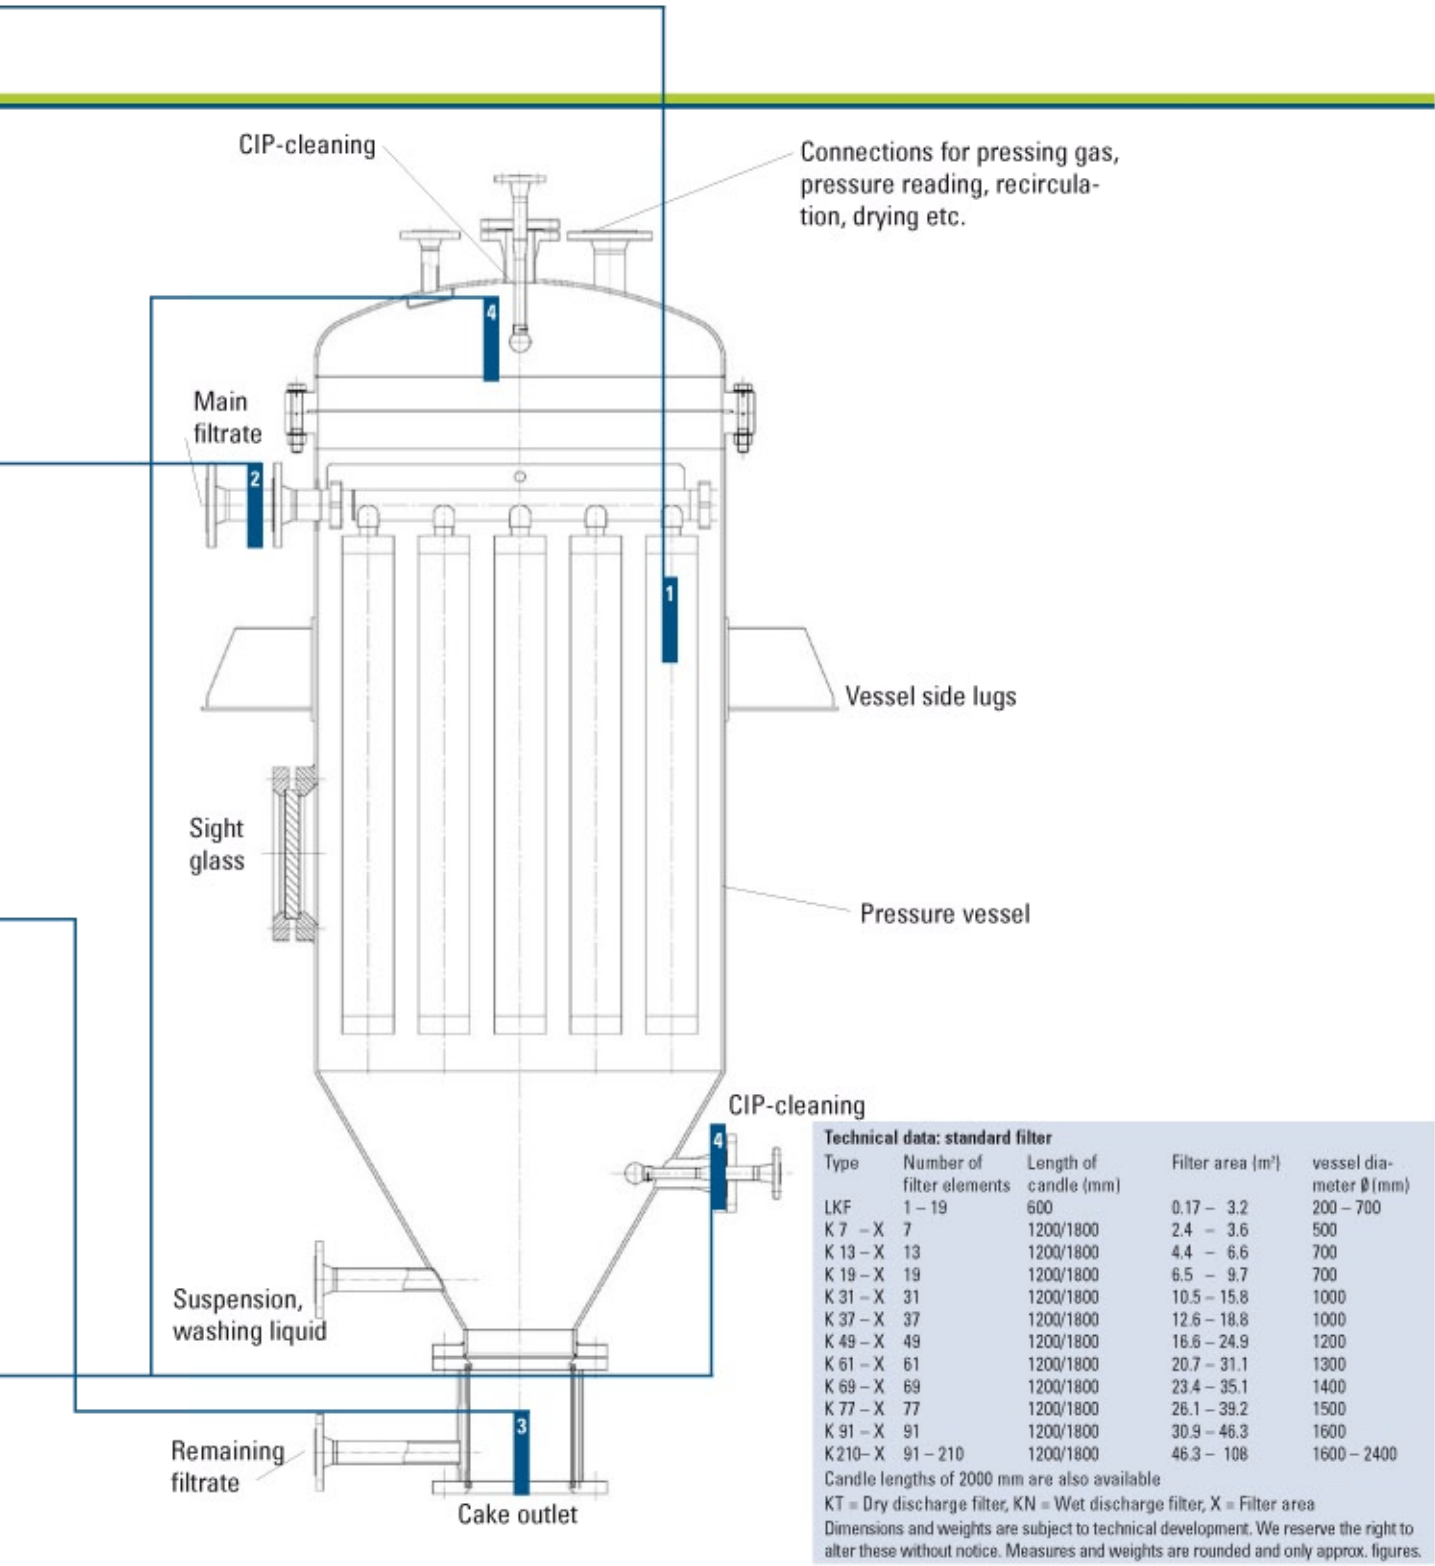 CIP-cleaning
Connections for pressing gas,
pressure reading, recircula-
tion, drying etc.
4
Main
filtrate
2
1
Vessel side lugs
Sight
glass
Pressure vessel
CIP-cleaning
4
Suspension,
washing liquid
3
Remaining
filtrate
Cake outlet
Technical data: standard filter
Type Number of filter elements Length of candle (mm) Filter area (m²) vessel dia-meter Ø (mm)
LKF 1 – 19 600 0.17 – 3.2 200 – 700
K 7 – X 7 1200/1800 2.4 – 3.6 500
K 13 – X 13 1200/1800 4.4 – 6.6 700
K 19 – X 19 1200/1800 6.5 – 9.7 700
K 31 – X 31 1200/1800 10.5 – 15.8 1000
K 37 – X 37 1200/1800 12.6 – 18.8 1000
K 49 – X 49 1200/1800 16.6 – 24.9 1200
K 61 – X 61 1200/1800 20.7 – 31.1 1300
K 69 – X 69 1200/1800 23.4 – 35.1 1400
K 77 – X 77 1200/1800 26.1 – 39.2 1500
K 91 – X 91 1200/1800 30.9 – 46.3 1600
K210– X 91 – 210 1200/1800 46.3 – 108 1600 – 2400
Candle lengths of 2000 mm are also available
KT = Dry discharge filter, KN = Wet discharge filter, X = Filter area
Dimensions and weights are subject to technical development. We reserve the right to
alter these without notice. Measures and weights are rounded and only approx. figures.